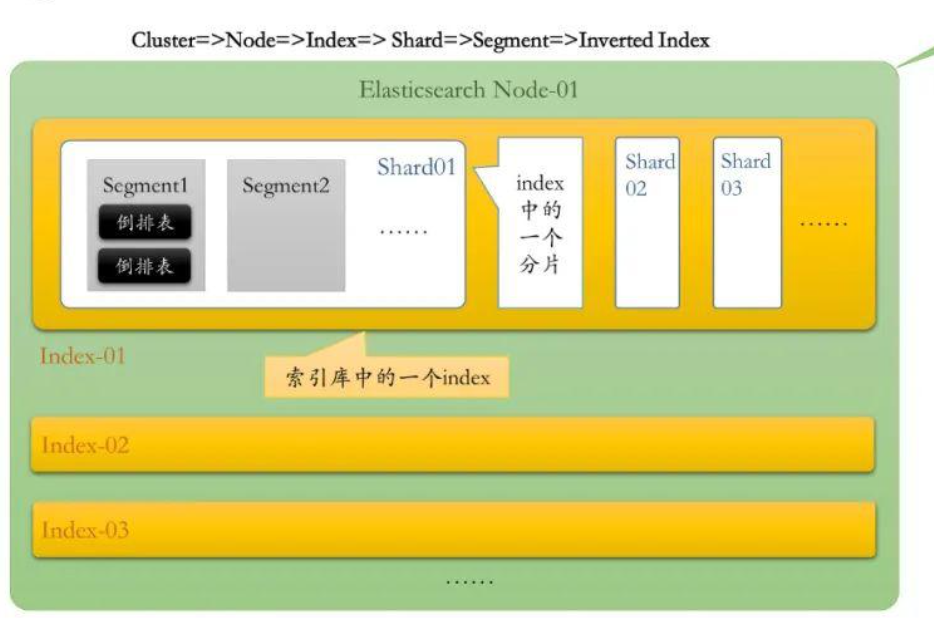 Cluster=>Node=>Index=> Shard=>Segment=>Inverted Index
Elasticsearch Node-01
Segment1
倒排表
倒排表
Segment2
Shard01
......
index
中的
一个
分片
Shard
02
Shard
03
......
Index-01
索引库中的一个index
Index-02
Index-03
......